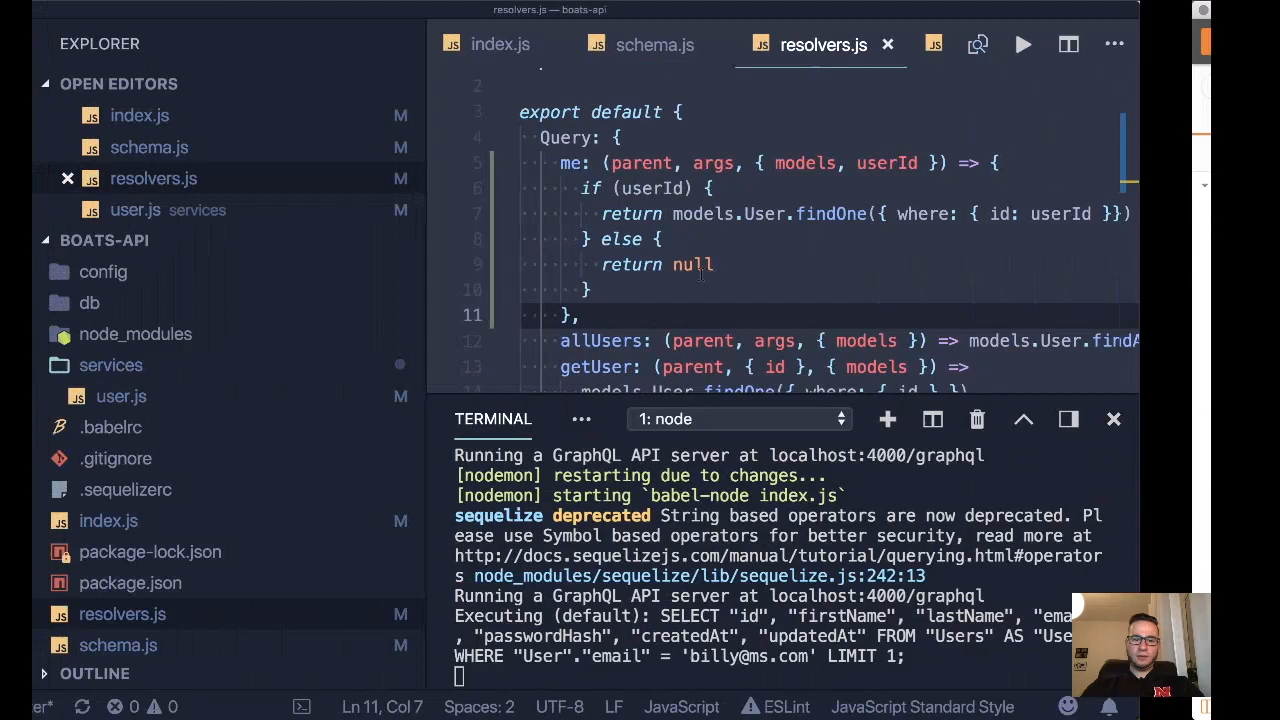 resolvers.js — boats-api
EXPLORER
OPEN EDITORS
index.js M
schema.js M
resolvers.js M
user.js services M
BOATS-API
config
db
node_modules
services
user.js M
.babelrc
.gitignore
.sequelizerc
index.js M
package-lock.json
package.json
resolvers.js M
schema.js M
OUTLINE
index.js schema.js resolvers.js
2
3 export default {
4 Query: {
5 me: (parent, args, { models, userId }) => {
6 if (userId) {
7 return models.User.findOne({ where: { id: userId }})
8 } else {
9 return null
10 }
11 },
12 allUsers: (parent, args, { models }) => models.User.findA
13 getUser: (parent, { id }, { models }) =>
14 models.User.findOne({ where: { id } })
TERMINAL ... 1: node
Running a GraphQL API server at localhost:4000/graphql
[nodemon] restarting due to changes...
[nodemon] starting `babel-node index.js`
sequelize deprecated String based operators are now deprecated. Pl
ease use Symbol based operators for better security, read more at
http://docs.sequelizejs.com/manual/tutorial/querying.html#operator
s node_modules/sequelize/lib/sequelize.js:242:13
Running a GraphQL API server at localhost:4000/graphql
Executing (default): SELECT "id", "firstName", "lastName", "ema
, "passwordHash", "createdAt", "updatedAt" FROM "Users" AS "Use
WHERE "User"."email" = 'billy@ms.com' LIMIT 1;
N
er* 0 0 Ln 11, Col 7 Spaces: 2 UTF-8 LF JavaScript ESLint JavaScript Standard Style